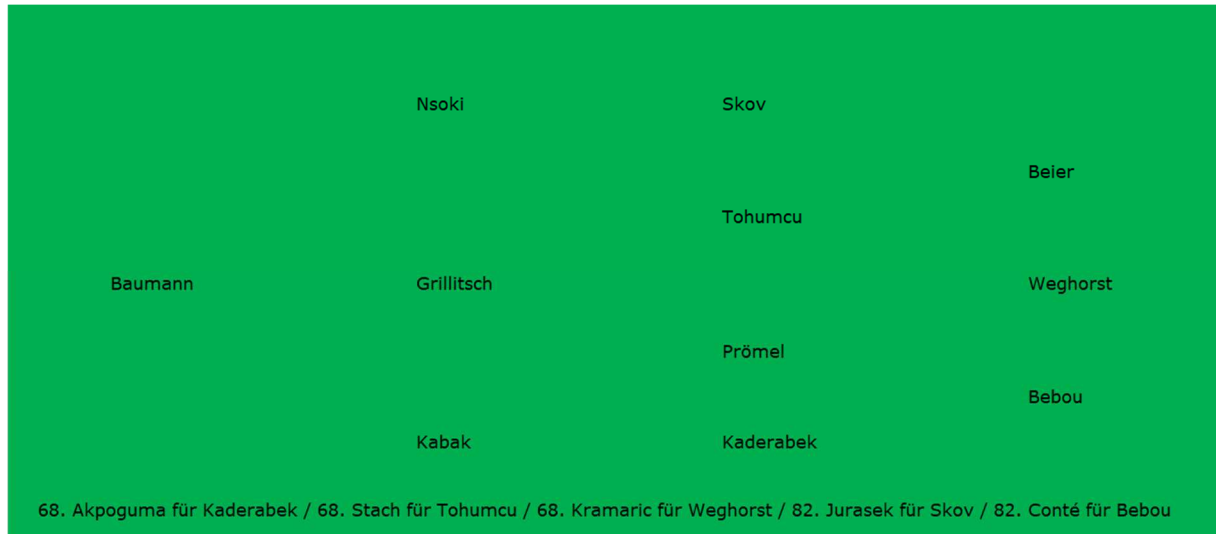 Nsoki Skov
Beier
Tohumcu
Baumann Grillitsch Weghorst
Prömel
Bebou
Kabak Kaderabek
68. Akpoguma für Kaderabek / 68. Stach für Tohumcu / 68. Kramaric für Weghorst / 82. Jurasek für Skov / 82. Conté für Bebou